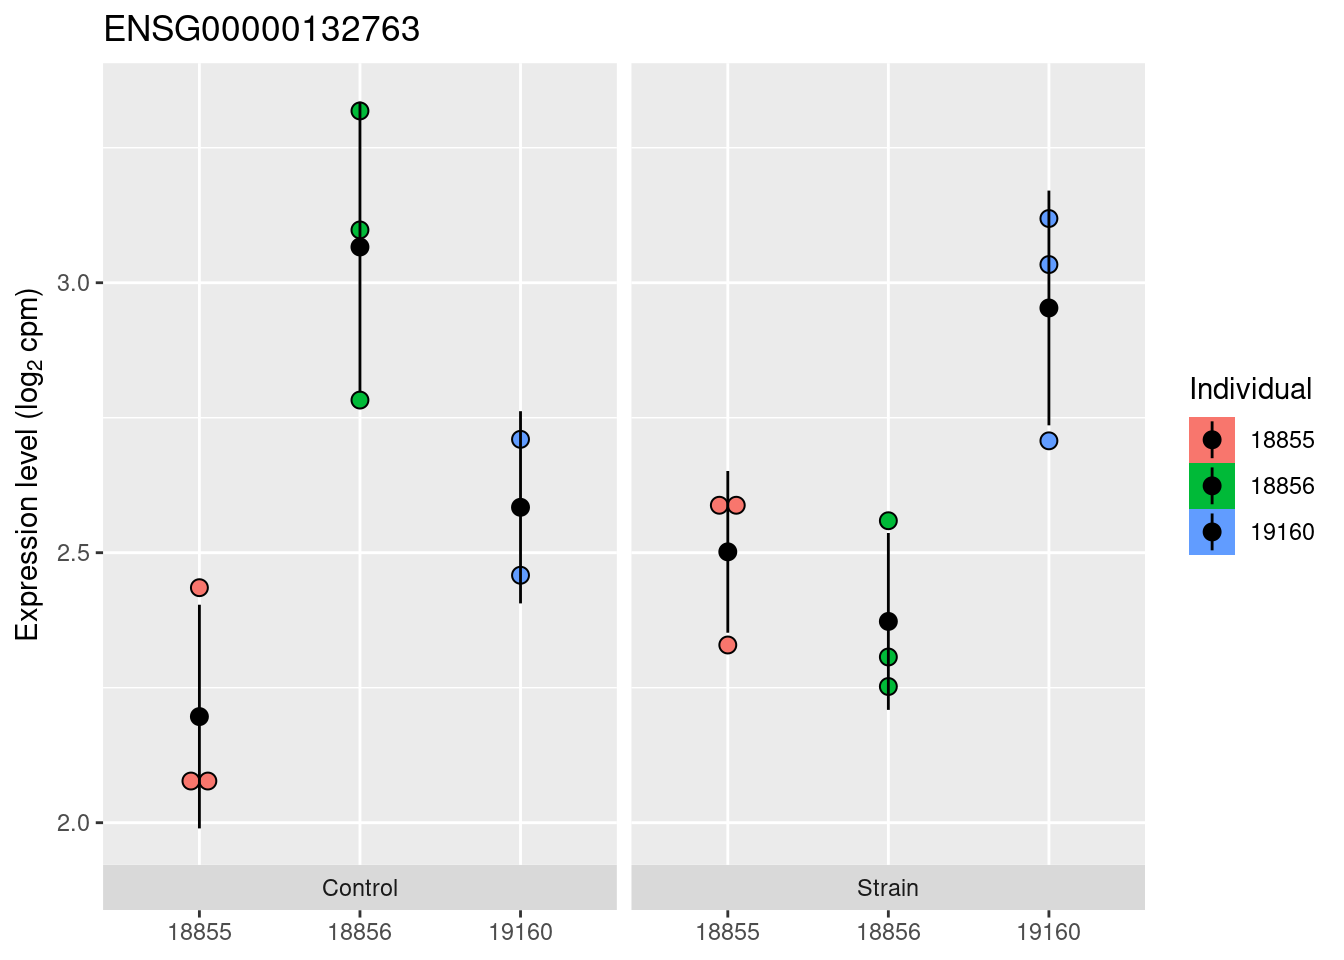 ENSG00000132763
Expression level (log₂ cpm)
3.0
2.5
2.0
Control
Strain
18855
18856
19160
18855
18856
19160
Individual
18855
18856
19160